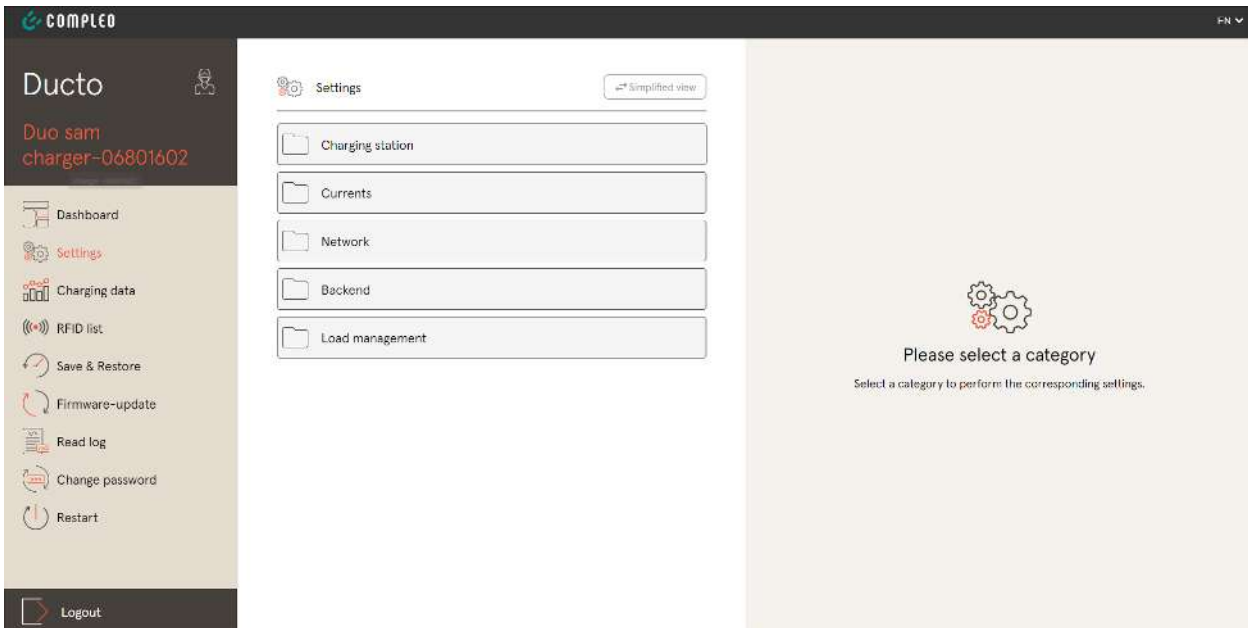 COMPLEO
EN
Ducto
Duo sam
charger-06801602
Dashboard
Settings
Charging data
RFID list
Save & Restore
Firmware-update
Read log
Change password
Restart
Logout
Settings
Simplified view
Charging station
Currents
Network
Backend
Load management
Please select a category
Select a category to perform the corresponding settings.